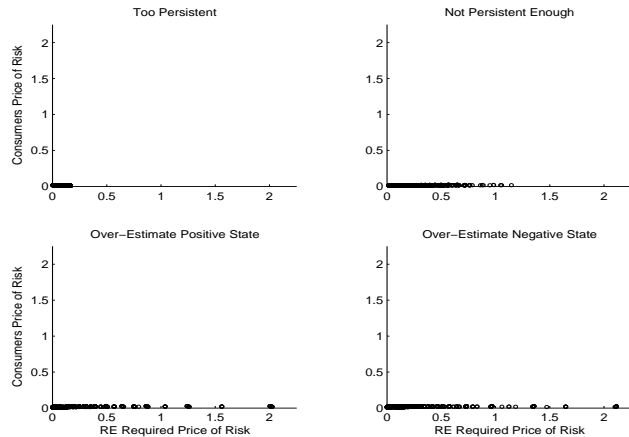 Too Persistent
Not Persistent Enough
Consumers Price of Risk
2
1.5
1
0.5
0
0 0.5 1 1.5 2
2
1.5
1
0.5
0
0 0.5 1 1.5 2
Over−Estimate Positive State
Over−Estimate Negative State
Consumers Price of Risk
2
1.5
1
0.5
0
0 0.5 1 1.5 2
RE Required Price of Risk
2
1.5
1
0.5
0
0 0.5 1 1.5 2
RE Required Price of Risk